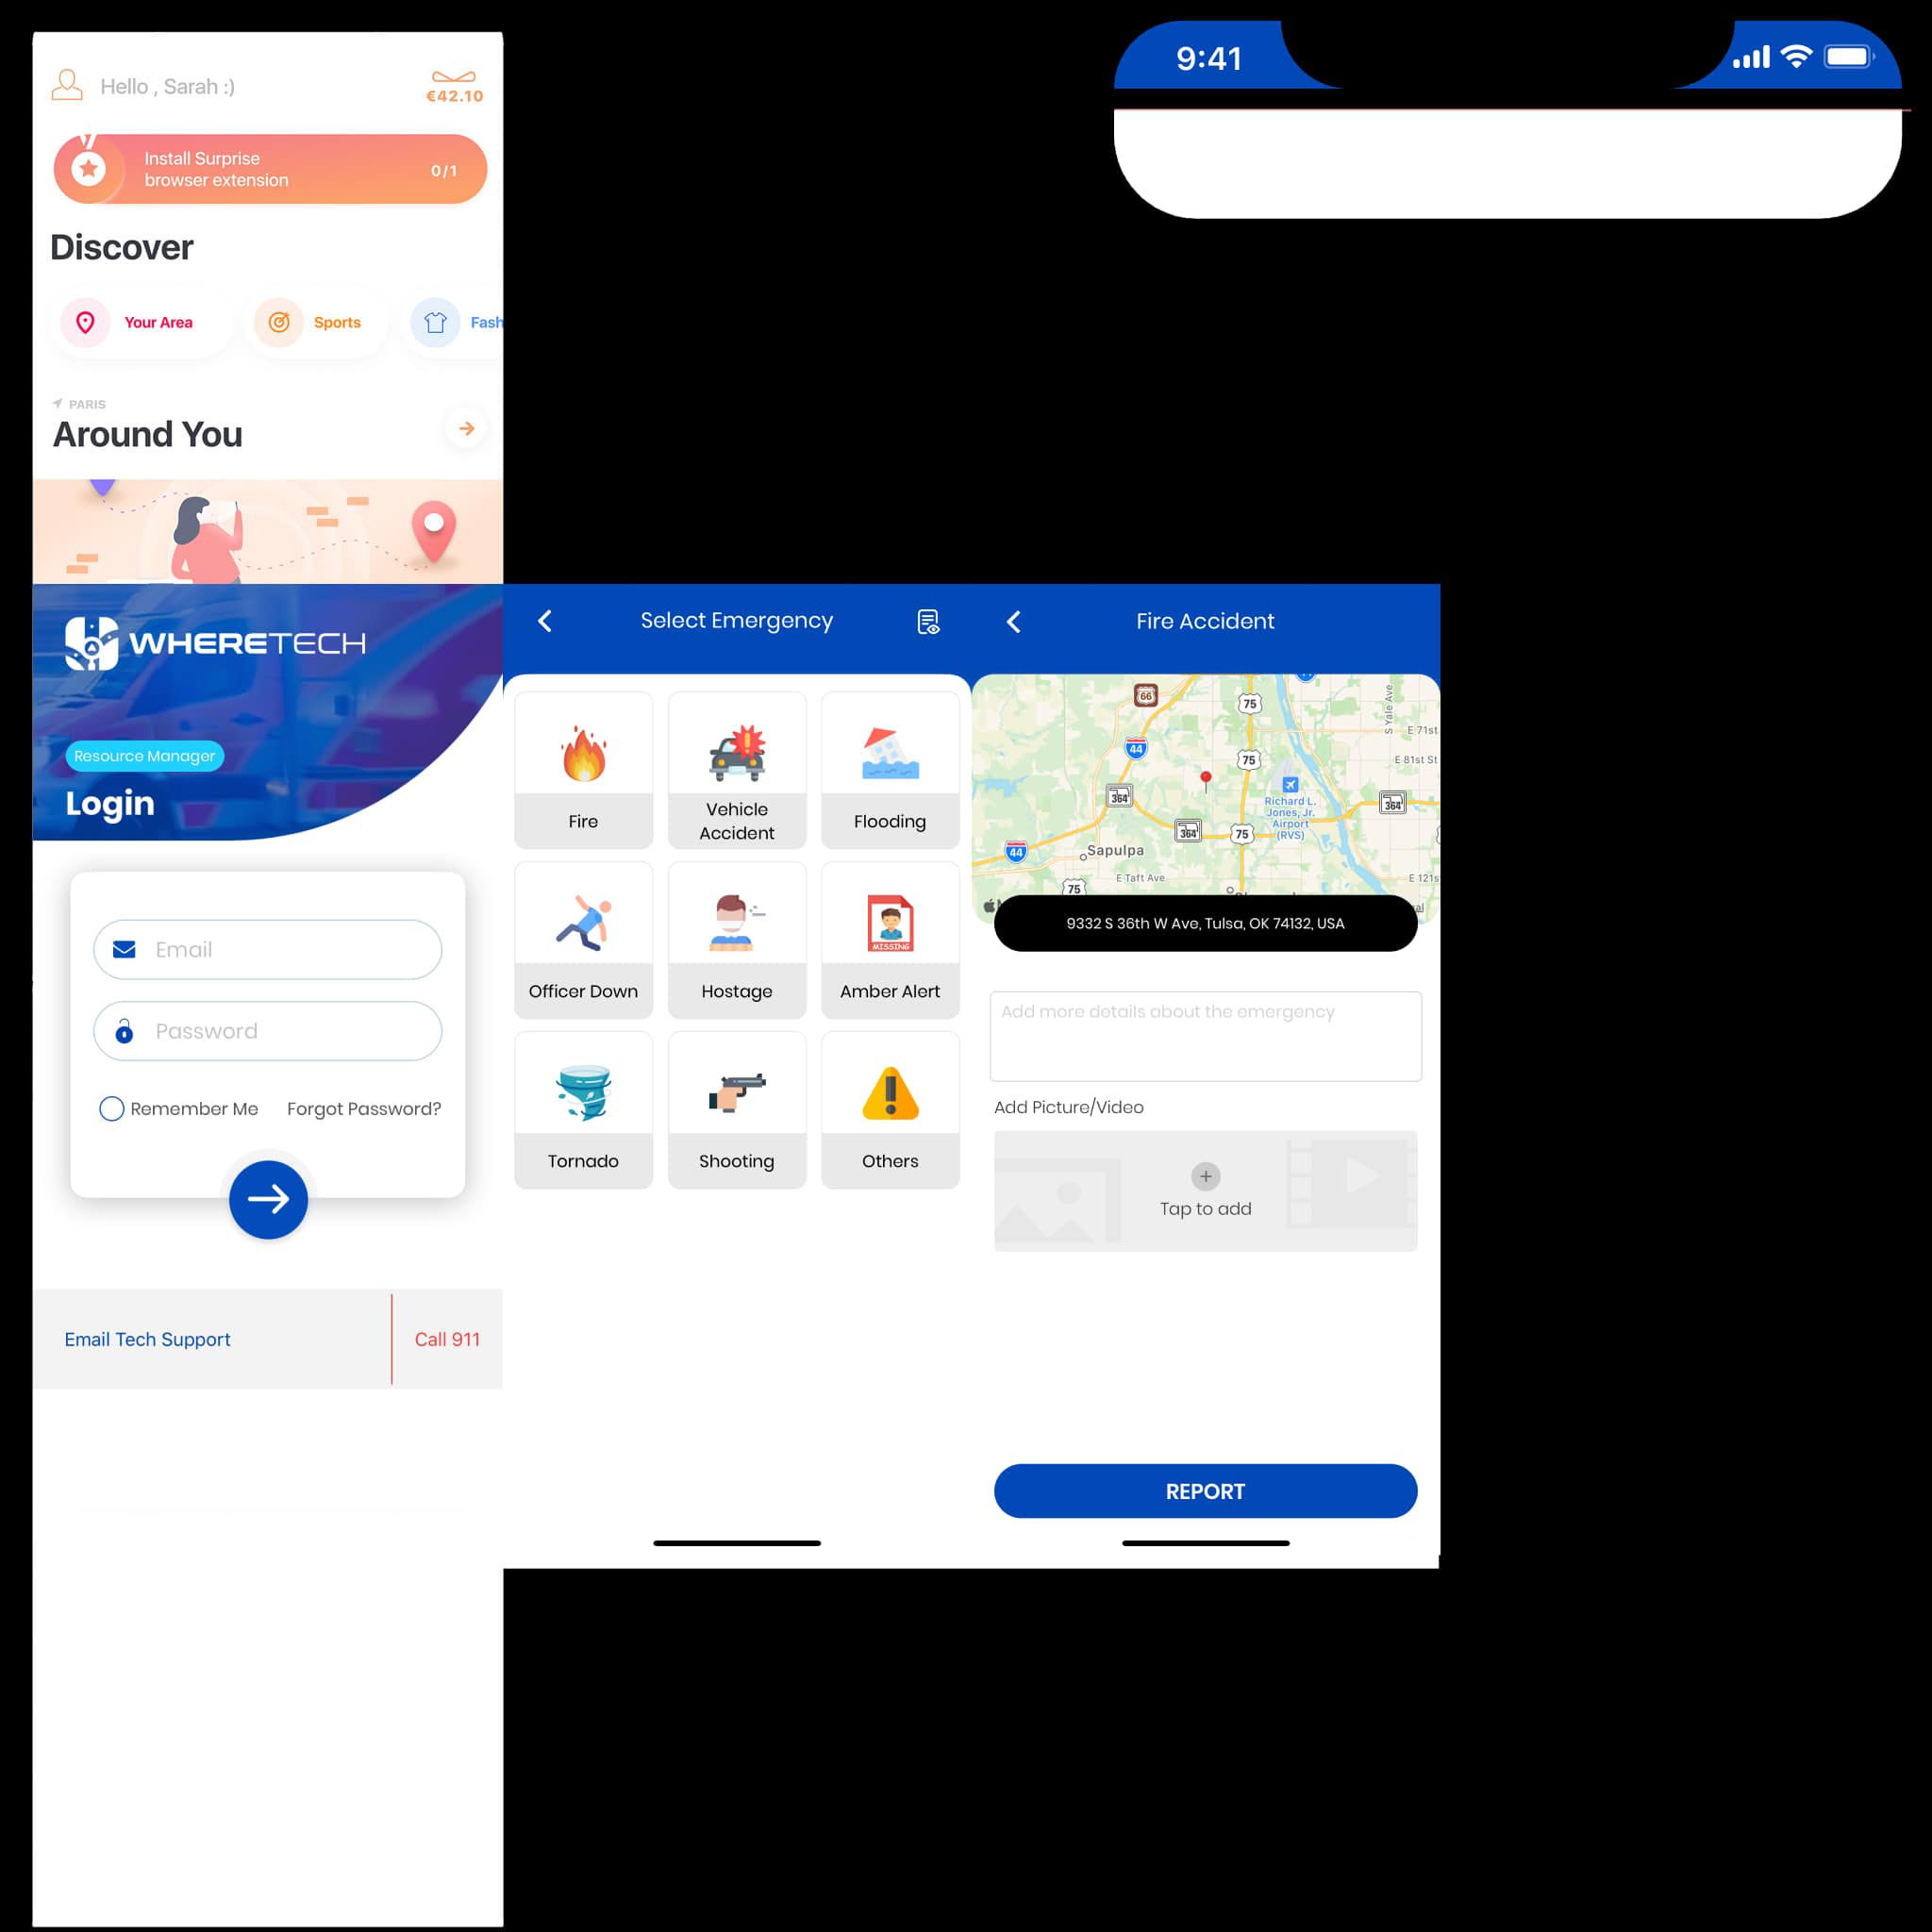 9:41
Hello , Sarah :)
€42.10
Install Surprise
browser extension
0/1
Discover
Your Area
Sports
Fash
PARIS
Around You
WHERETECH
Resource Manager
Login
Email
Password
Remember Me
Forgot Password?
Email Tech Support
Call 911
Select Emergency
Fire
Vehicle
Accident
Flooding
Officer Down
Hostage
MISSING
Amber Alert
Tornado
Shooting
Others
Fire Accident
66
75
S Yale Ave
E 71st
44
75
E 81st St
364
Richard L.
Jones, Jr.
Airport
(RVS)
364
364
75
44
Sapulpa
E Taft Ave
75
E 121s
9332 S 36th W Ave, Tulsa, OK 74132, USA
Add more details about the emergency
Add Picture/Video
Tap to add
REPORT